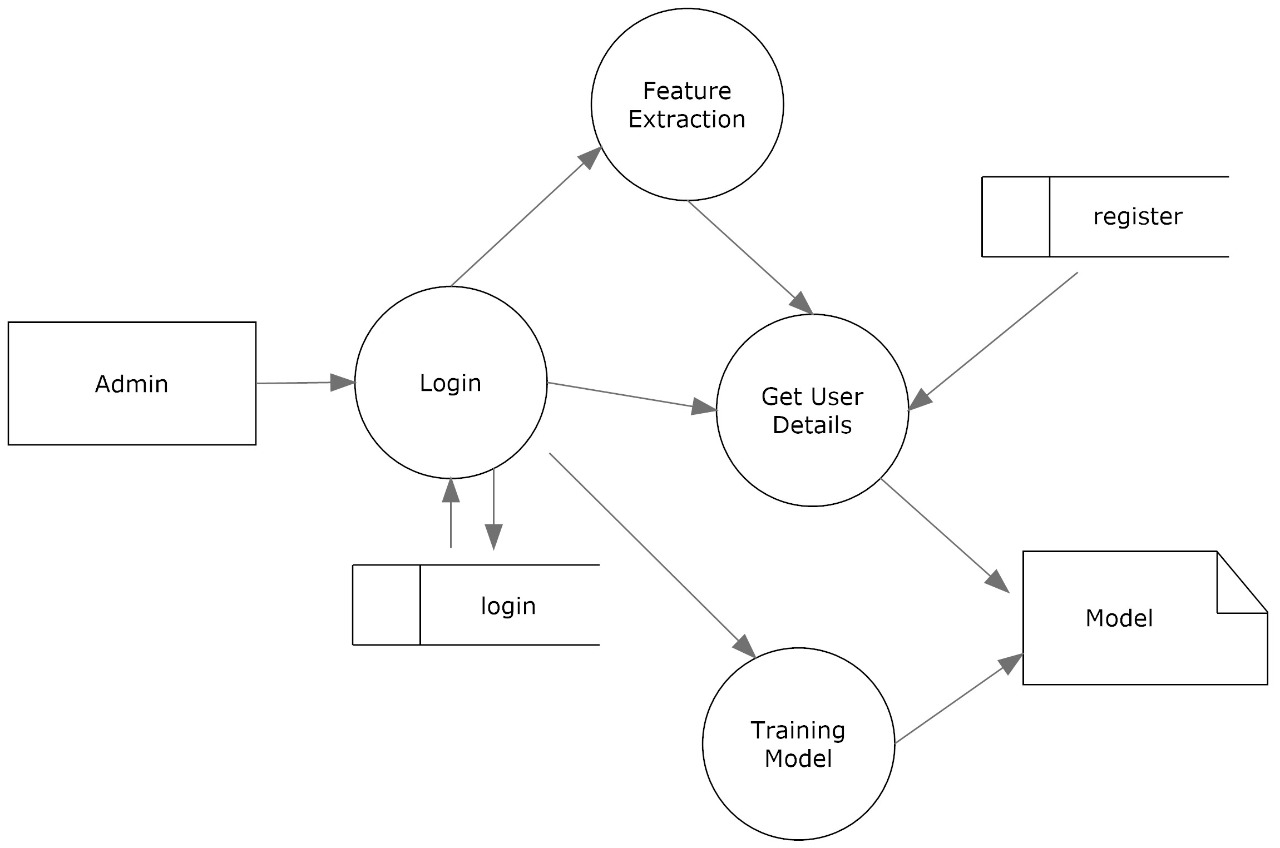 Feature
Extraction
register
Admin
Login
Get User
Details
login
Model
Training
Model